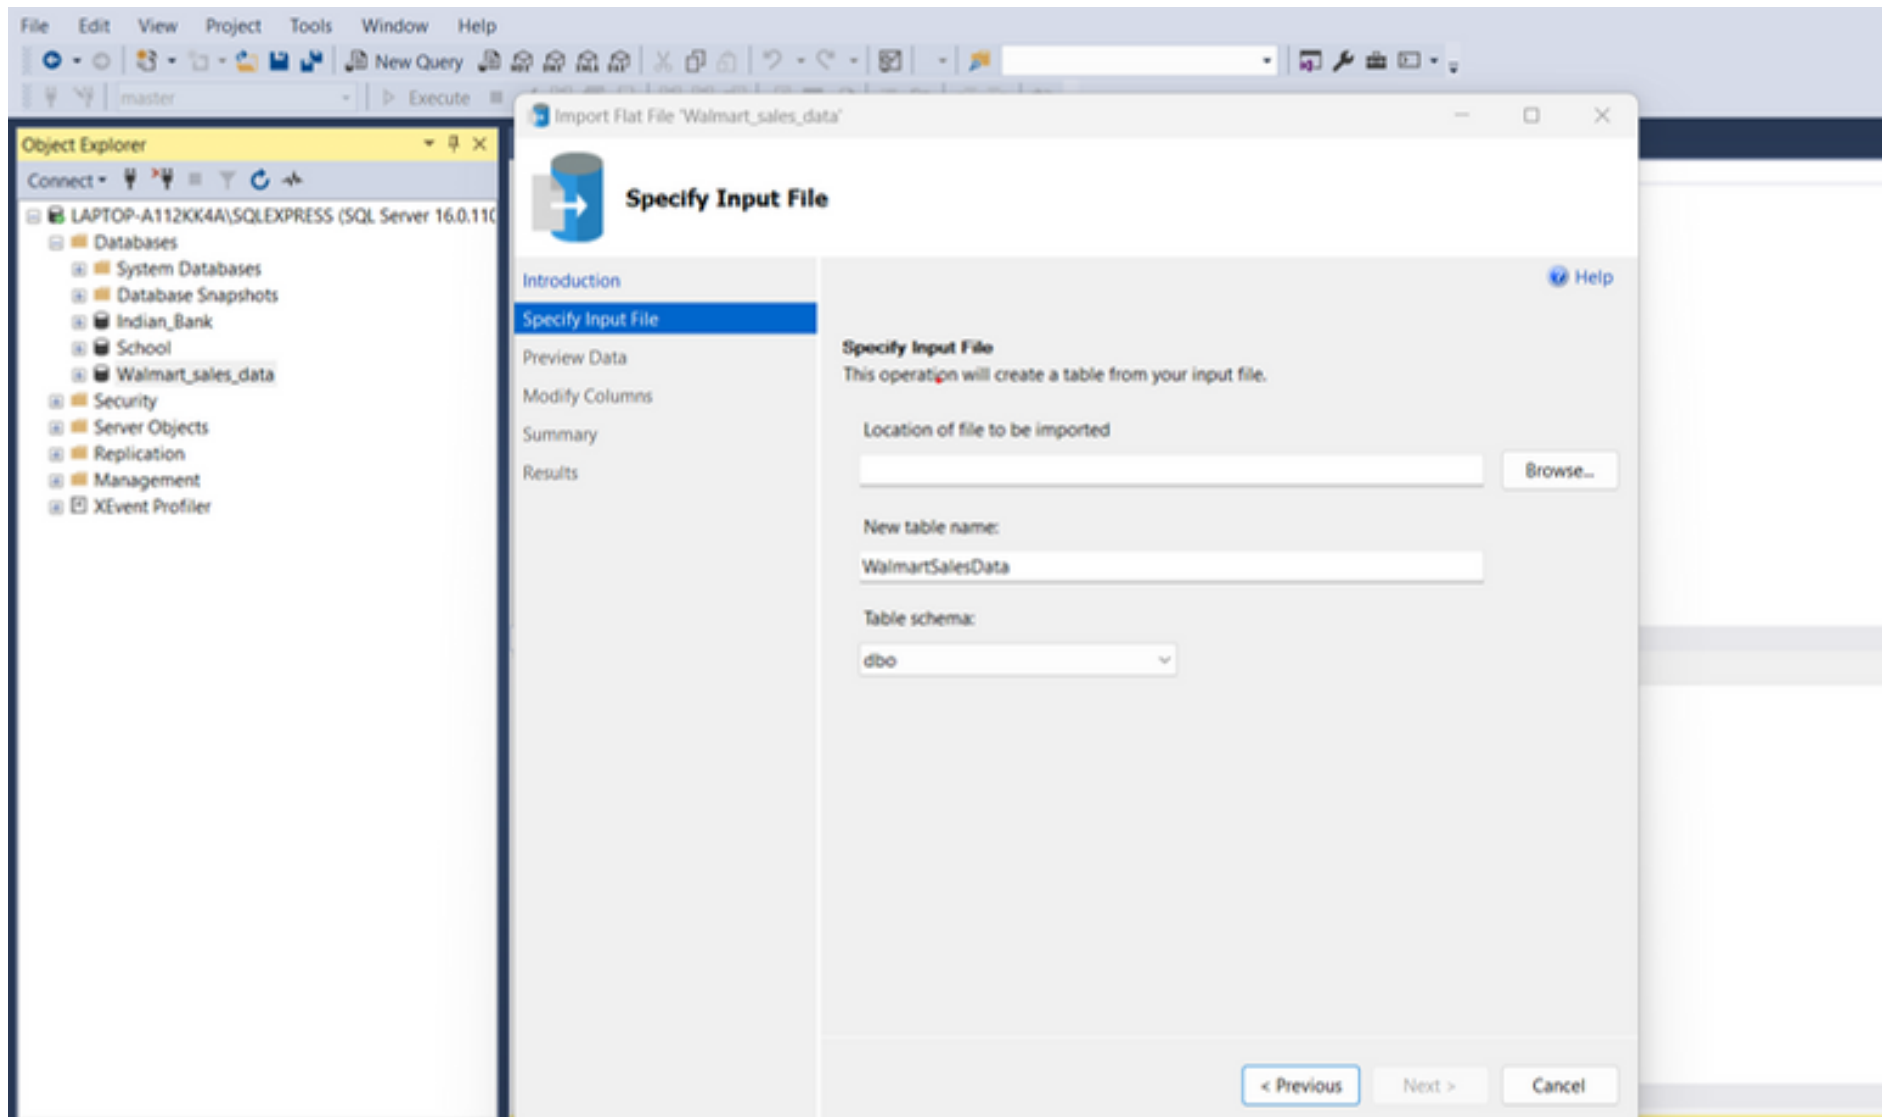 File Edit View Project Tools Window Help
New Query
master Execute
Import Flat File 'Walmart_sales_data'
Object Explorer
Connect
LAPTOP-A112KK4A\SQLEXPRESS (SQL Server 16.0.110
Databases
System Databases
Database Snapshots
Indian_Bank
School
Walmart_sales_data
Security
Server Objects
Replication
Management
XEvent Profiler
Specify Input File
Introduction
Specify Input File
Preview Data
Modify Columns
Summary
Results
Help
Specify Input File
This operation will create a table from your input file.
Location of file to be imported
Browse...
New table name:
WalmartSalesData
Table schema:
dbo
< Previous Next > Cancel